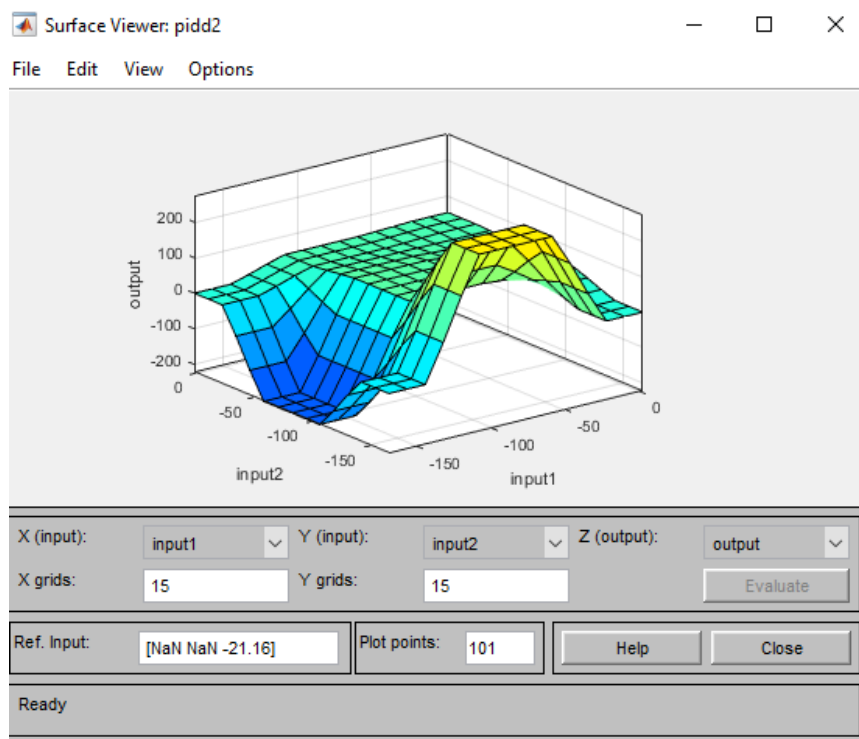 Surface Viewer: pidd2
File Edit View Options
200
100
0
-100
-200
output
0
-50
-100
-150
input2
-150
-100
-50
0
input1
X (input): input1 Y (input): input2 Z (output): output
X grids: 15 Y grids: 15 Evaluate
Ref. Input: [NaN NaN -21.16] Plot points: 101 Help Close
Ready